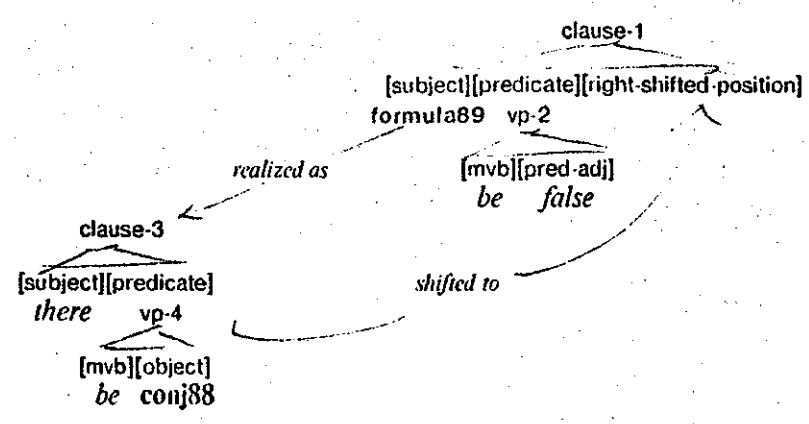 clause-1
[subject][predicate][right-shifted-position]
formula89 vp-2
realized as
[mvb][pred-adj]
be false
clause-3
[subject][predicate]
shifted to
there vp-4
[mvb][object]
be conj88